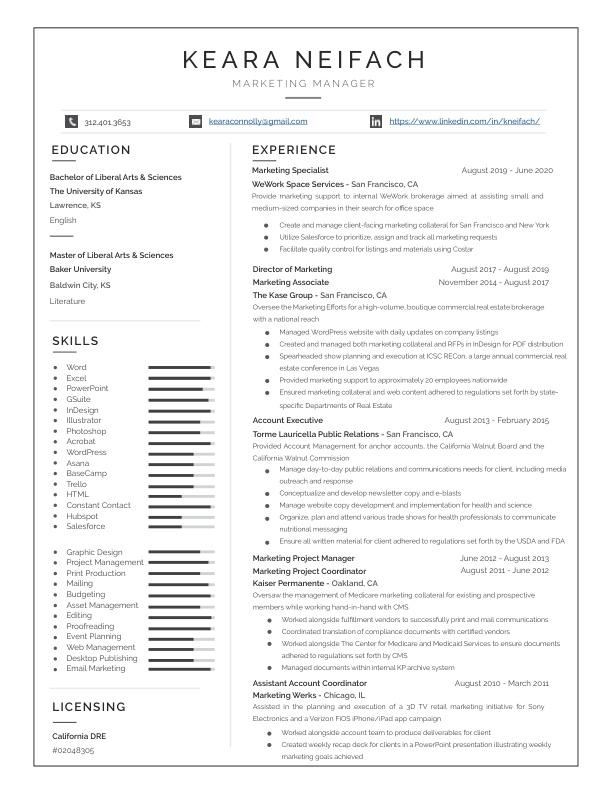 KEARA NEIFACH
MARKETING MANAGER
312.401.3653
kearaconnolly@gmail.com
https://www.linkedin.com/in/kneifach/
EDUCATION
Bachelor of Liberal Arts & Sciences
The University of Kansas
Lawrence, KS
English
Master of Liberal Arts & Sciences
Baker University
Baldwin City, KS
Literature
SKILLS
Word
Excel
PowerPoint
GSuite
InDesign
Illustrator
Photoshop
Acrobat
WordPress
Asana
BaseCamp
Trello
HTML
Constant Contact
Hubspot
Salesforce
Graphic Design
Project Management
Print Production
Mailing
Budgeting
Asset Management
Editing
Proofreading
Event Planning
Web Management
Desktop Publishing
Email Marketing
LICENSING
California DRE
#02048305
EXPERIENCE
Marketing Specialist August 2019 - June 2020
WeWork Space Services - San Francisco, CA
Provide marketing support to internal WeWork brokerage aimed at assisting small and
medium-sized companies in their search for office space
Create and manage client-facing marketing collateral for San Francisco and New York
Utilize Salesforce to prioritize, assign and track all marketing requests
Facilitate quality control for listings and materials using Costar
Director of Marketing August 2017 - August 2019
Marketing Associate November 2014 - August 2017
The Kase Group - San Francisco, CA
Oversee the Marketing Efforts for a high-volume, boutique commercial real estate brokerage
with a national reach
Managed WordPress website with daily updates on company listings
Created and managed both marketing collateral and RFPs in InDesign for PDF distribution
Spearheaded show planning and execution at ICSC RECon, a large annual commercial real
estate conference in Las Vegas
Provided marketing support to approximately 20 employees nationwide
Ensured marketing collateral and web content adhered to regulations set forth by state-
specific Departments of Real Estate
Account Executive August 2013 - February 2015
Torme Lauricella Public Relations - San Francisco, CA
Provided Account Management for anchor accounts, the California Walnut Board and the
California Walnut Commission
Manage day-to-day public relations and communications needs for client, including media
outreach and response
Conceptualize and develop newsletter copy and e-blasts
Manage website copy development and implementation for health and science
Organize, plan and attend various trade shows for health professionals to communicate
nutritional messaging
Ensure all written material for client adhered to regulations set forth by the USDA and FDA
Marketing Project Manager June 2012 - August 2013
Marketing Project Coordinator August 2011 - June 2012
Kaiser Permanente - Oakland, CA
Oversaw the management of Medicare marketing collateral for existing and prospective
members while working hand-in-hand with CMS
Worked alongside fulfillment vendors to successfully print and mail communications
Coordinated translation of compliance documents with certified vendors
Worked alongside The Center for Medicare and Medicaid Services to ensure documents
adhered to regulations set forth by CMS
Managed documents within internal KP archive system
Assistant Account Coordinator August 2010 - March 2011
Marketing Werks - Chicago, IL
Assisted in the planning and execution of a 3D TV retail marketing initiative for Sony
Electronics and a Verizon FiOS iPhone/iPad app campaign
Worked alongside account team to produce deliverables for client
Created weekly recap deck for clients in a PowerPoint presentation illustrating weekly
marketing goals achieved